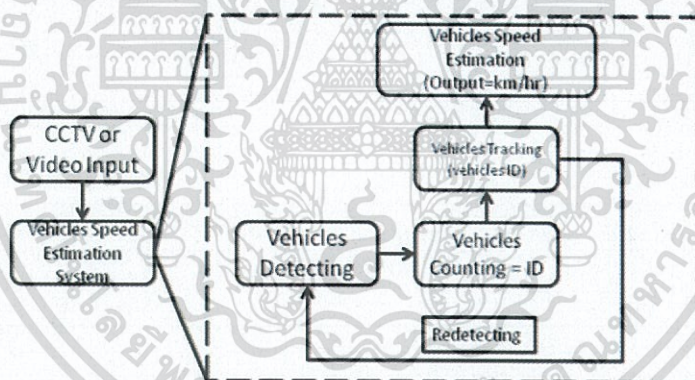 CCTV or
Video Input
Vehicles Speed
Estimation
System
Vehicles Speed
Estimation
(Output=km/hr)
VehiclesTracking
(vehiclesID)
Vehicles
Detecting
Vehicles
Counting = ID
Redetecting